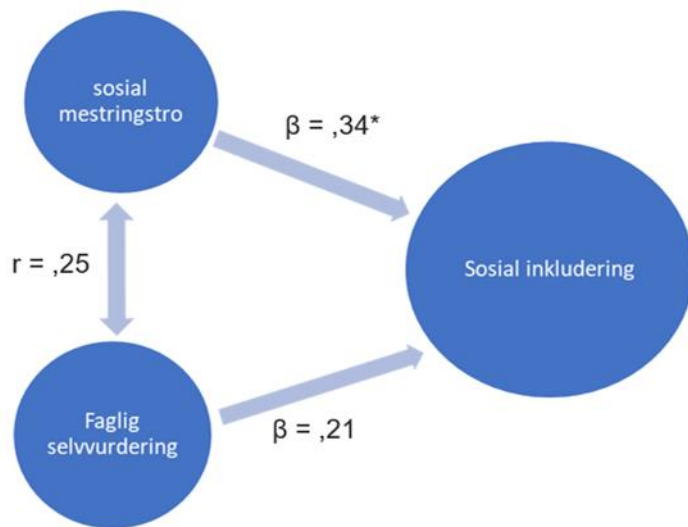 sosial
mestringstro
β = ,34*
r = ,25
Sosial inkludering
Faglig
selvvurdering
β = ,21